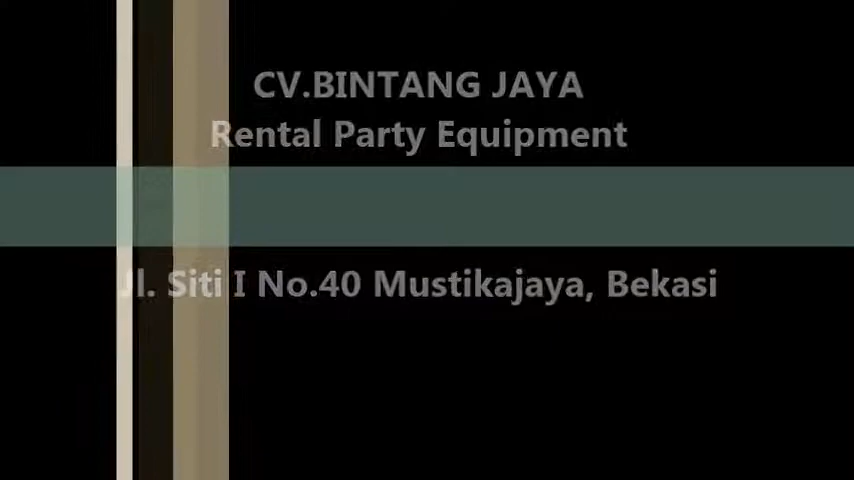 CV.BINTANG JAYA
Rental Party Equipment
Jl. Siti I No.40 Mustikajaya, Bekasi